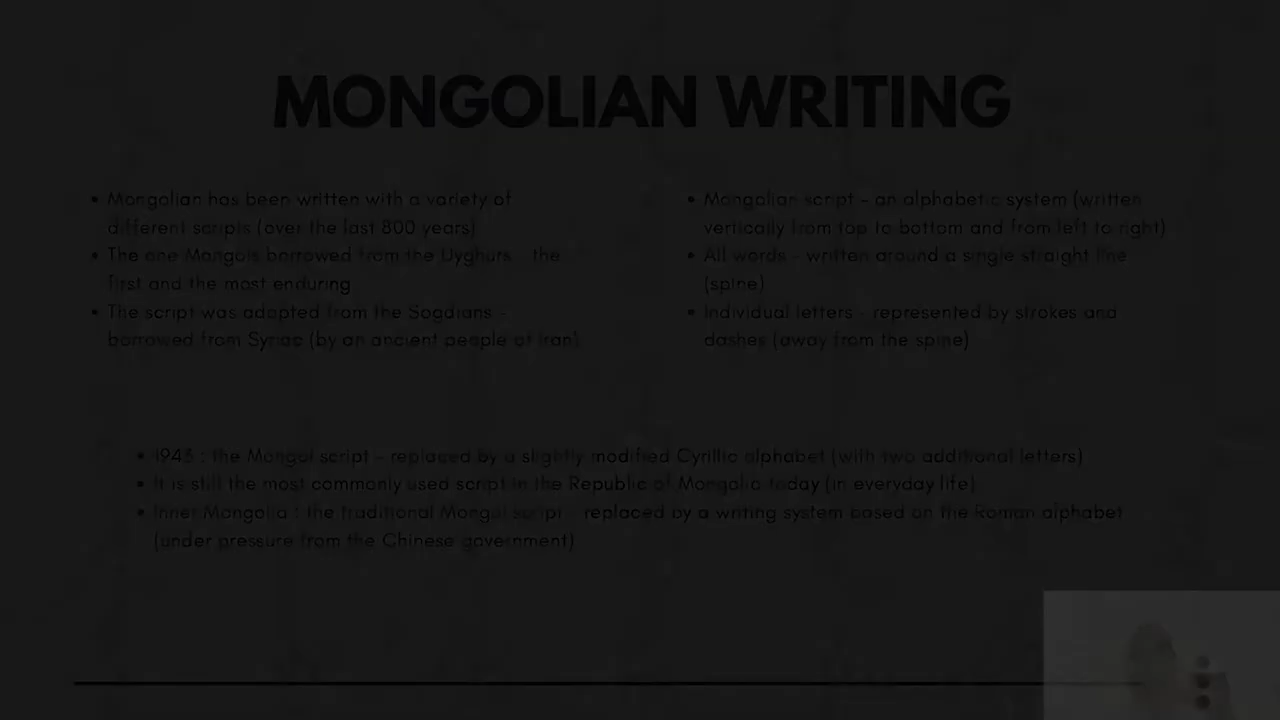 MONGOLIAN WRITING
• Mongolian has been written with a variety of
different scripts (over the last 800 years)
• The one Mongols borrowed from the Uyghurs - the
first and the most enduring
• The script was adopted from the Sogdians -
borrowed from Syriac (by an ancient people of Iran)
• Mongolian script - an alphabetic system (written
vertically from top to bottom and from left to right)
• All words - written around a single straight line
(spine)
• Individual letters - represented by strokes and
dashes (away from the spine)
• : the Mongol script - replaced by a slightly modified Cyrillic alphabet (with two additional letters)
• It is still the most commonly used script in the Republic of Mongolia today (in everyday life)
• Inner Mongolia : the traditional Mongol script - replaced by a writing system based on the Roman alphabet
(under pressure from the Chinese government)